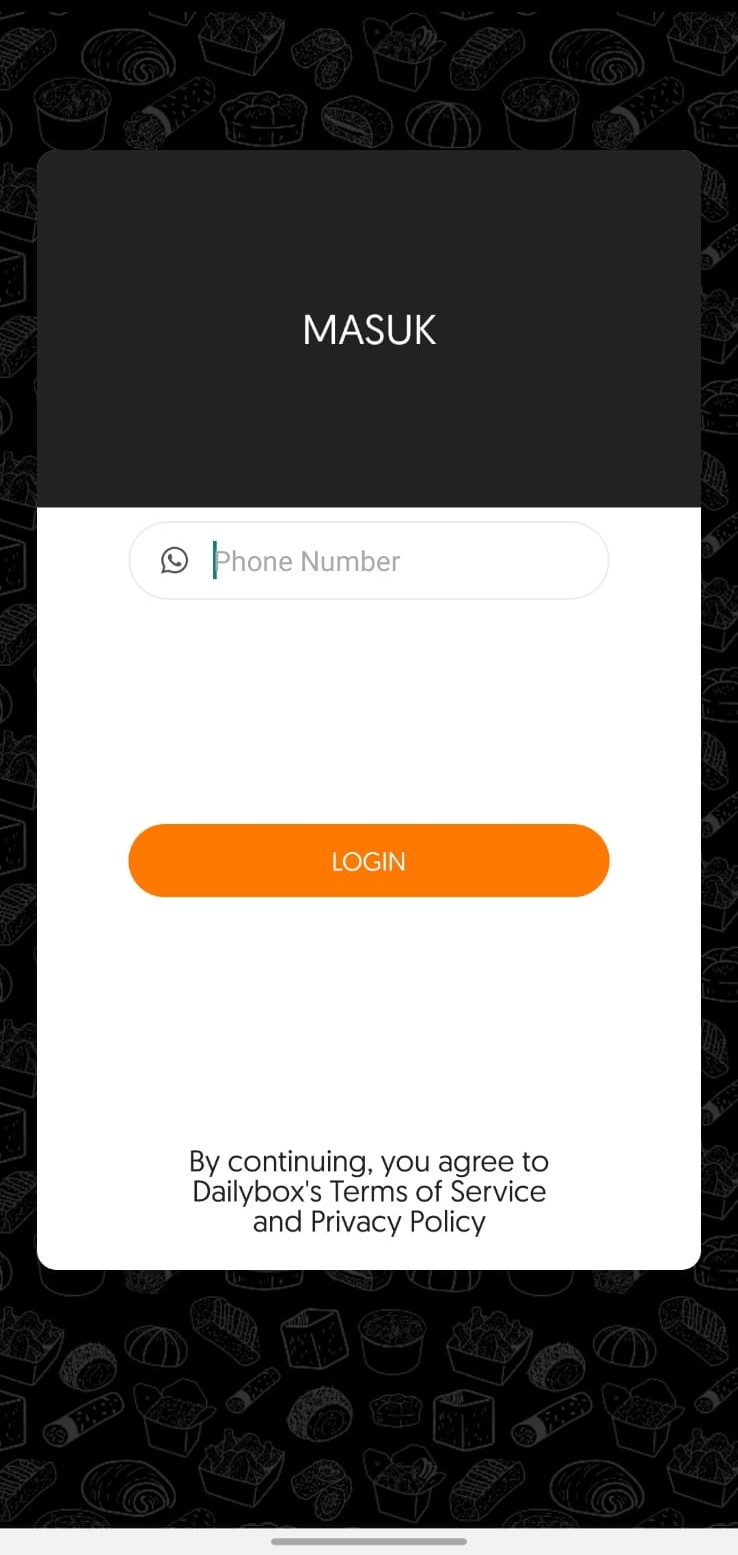 MASUK
Phone Number
LOGIN
By continuing, you agree to
Dailybox's Terms of Service
and Privacy Policy